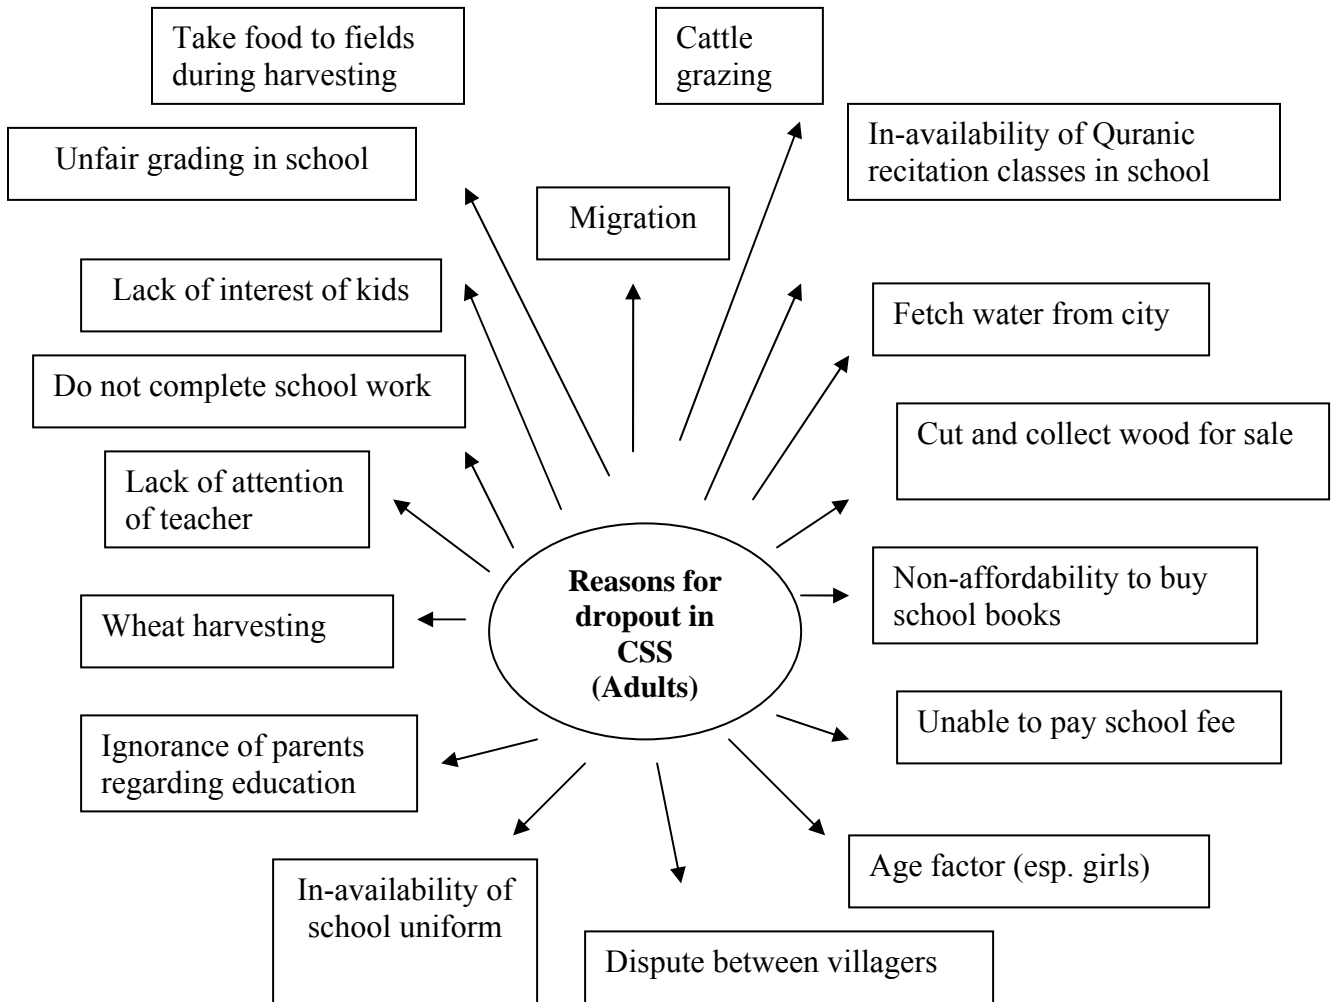 Take food to fields
during harvesting
Cattle
grazing
Unfair grading in school
In-availability of Quranic
recitation classes in school
Migration
Lack of interest of kids
Fetch water from city
Do not complete school work
Cut and collect wood for sale
Lack of attention
of teacher
Reasons for
dropout in
CSS
(Adults)
Non-affordability to buy
school books
Wheat harvesting
Unable to pay school fee
Ignorance of parents
regarding education
Age factor (esp. girls)
In-availability of
school uniform
Dispute between villagers